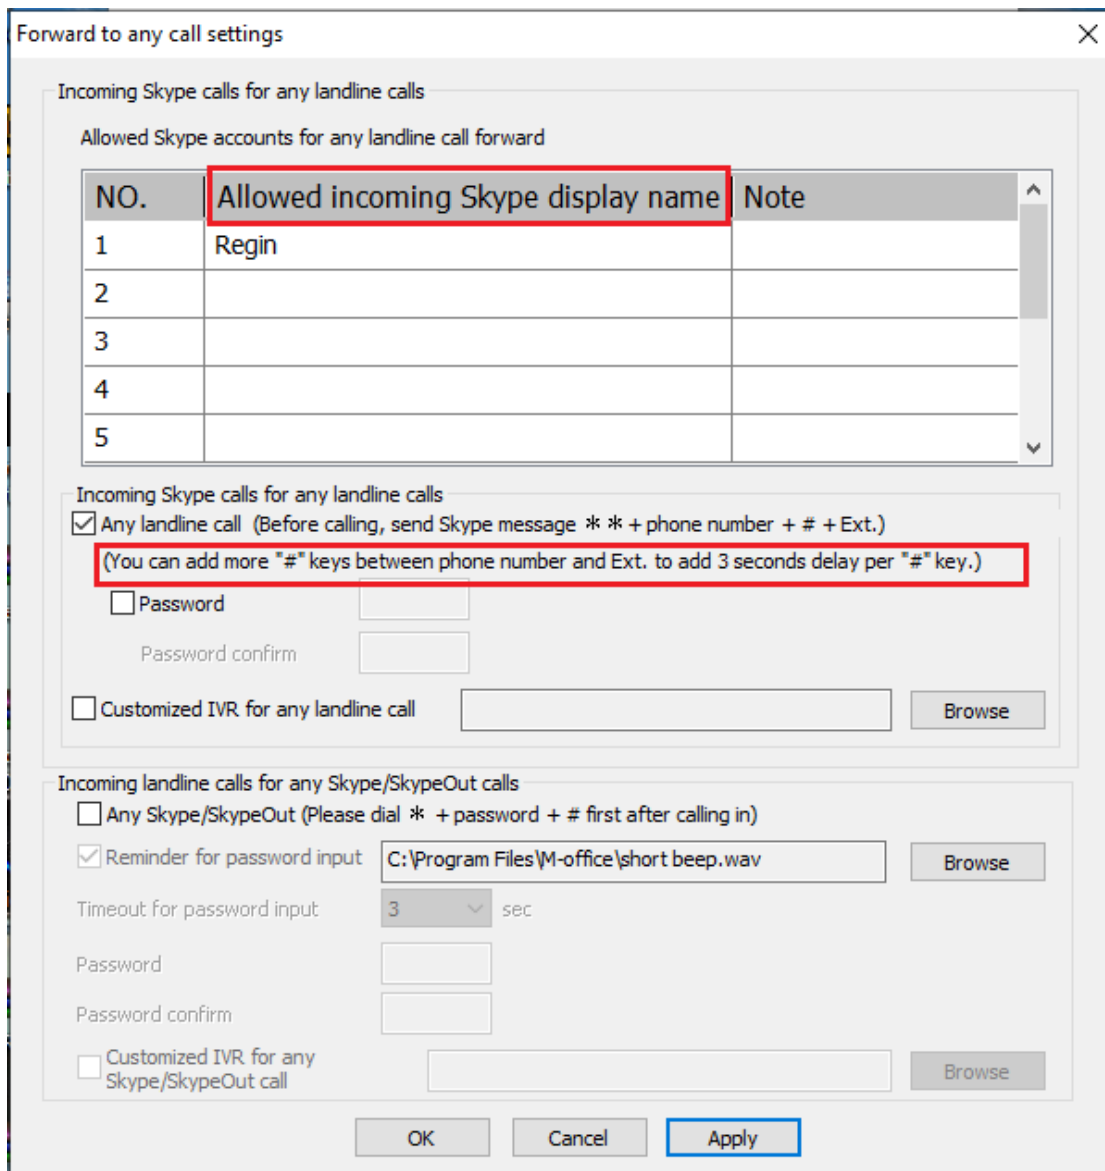 Forward to any call settings
Incoming Skype calls for any landline calls
Allowed Skype accounts for any landline call forward
NO. Allowed incoming Skype display name Note
1 Regin
2
3
4
5
Incoming Skype calls for any landline calls
Any landline call (Before calling, send Skype message ** + phone number + # + Ext.)
(You can add more "#" keys between phone number and Ext. to add 3 seconds delay per "#" key.)
Password
Password confirm
Customized IVR for any landline call Browse
Incoming landline calls for any Skype/SkypeOut calls
Any Skype/SkypeOut (Please dial * + password + # first after calling in)
Reminder for password input C:\Program Files\M-office\short beep.wav Browse
Timeout for password input 3 sec
Password
Password confirm
Customized IVR for any
Skype/SkypeOut call Browse
OK Cancel Apply